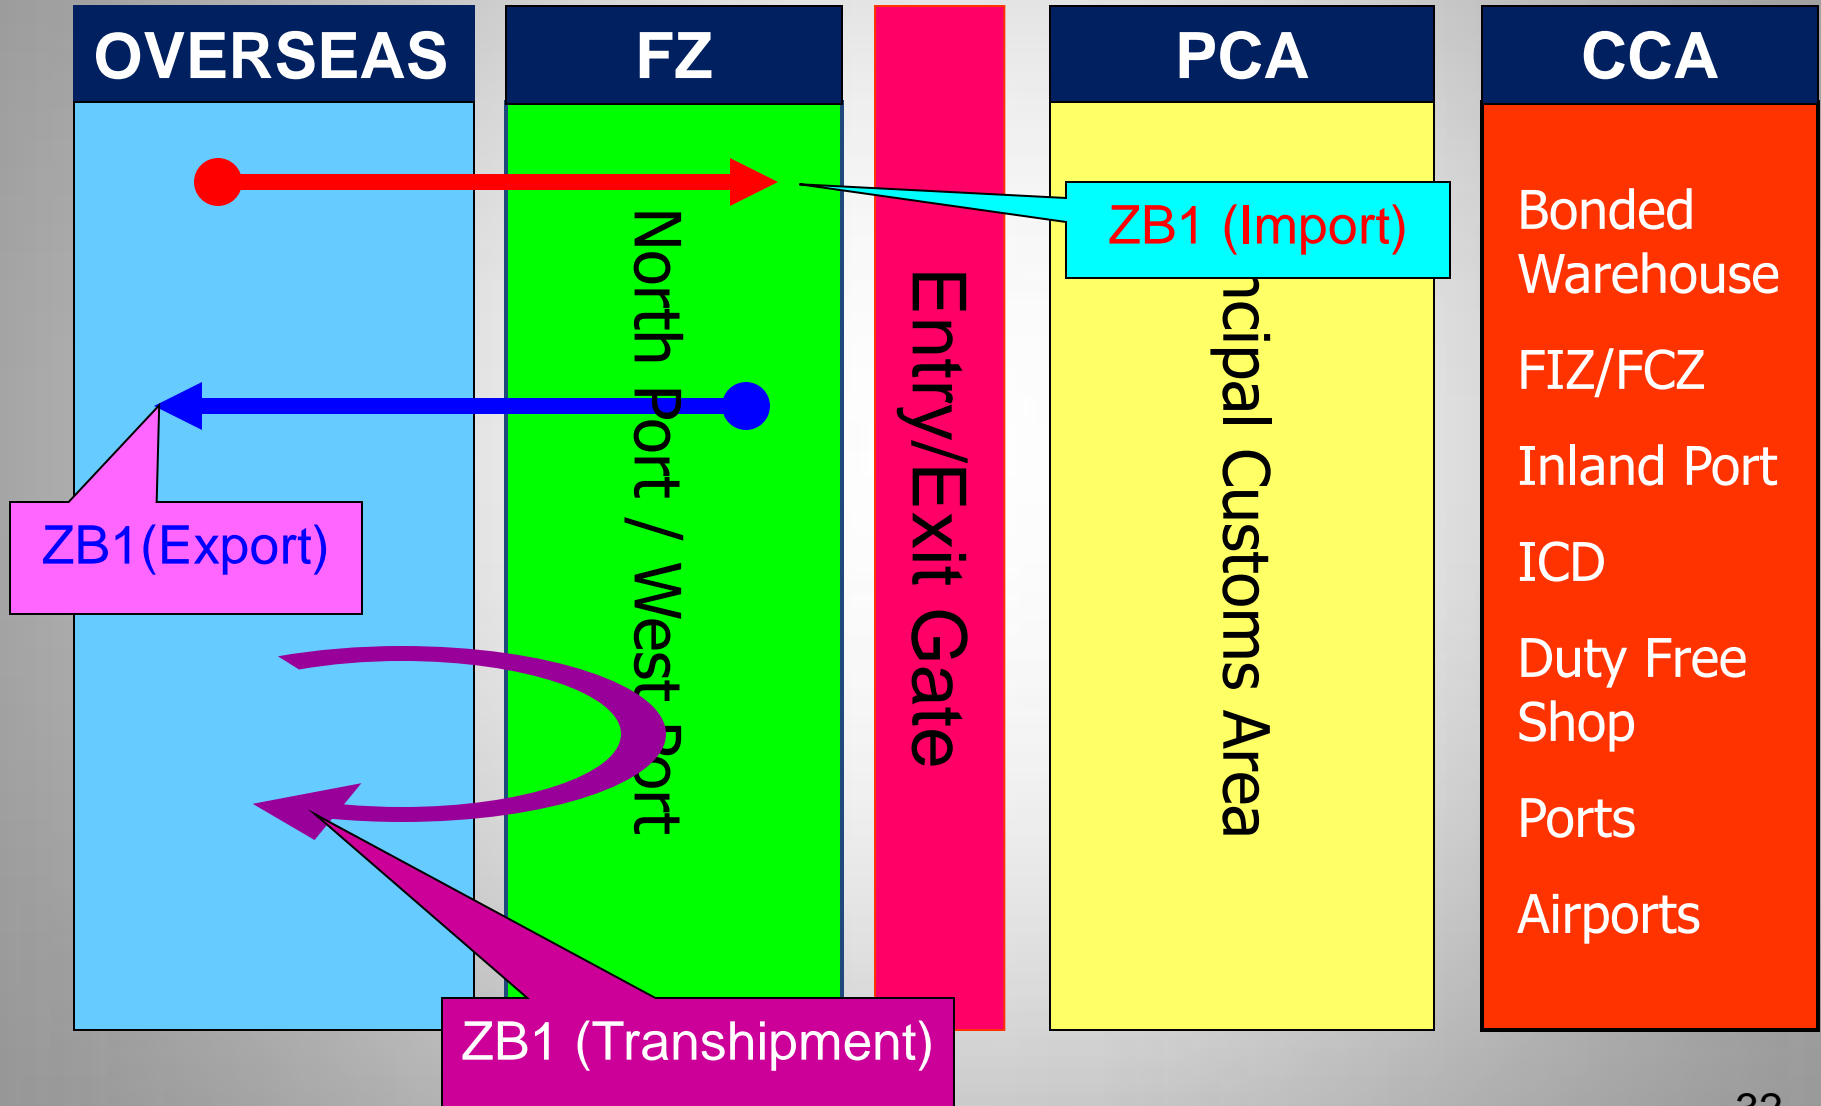 OVERSEAS
FZ
PCA
CCA
North Port / West Port
Entry/Exit Gate
ncipal Customs Area
ZB1 (Import)
ZB1(Export)
ZB1 (Transhipment)
Bonded
Warehouse
FIZ/FCZ
Inland Port
ICD
Duty Free
Shop
Ports
Airports